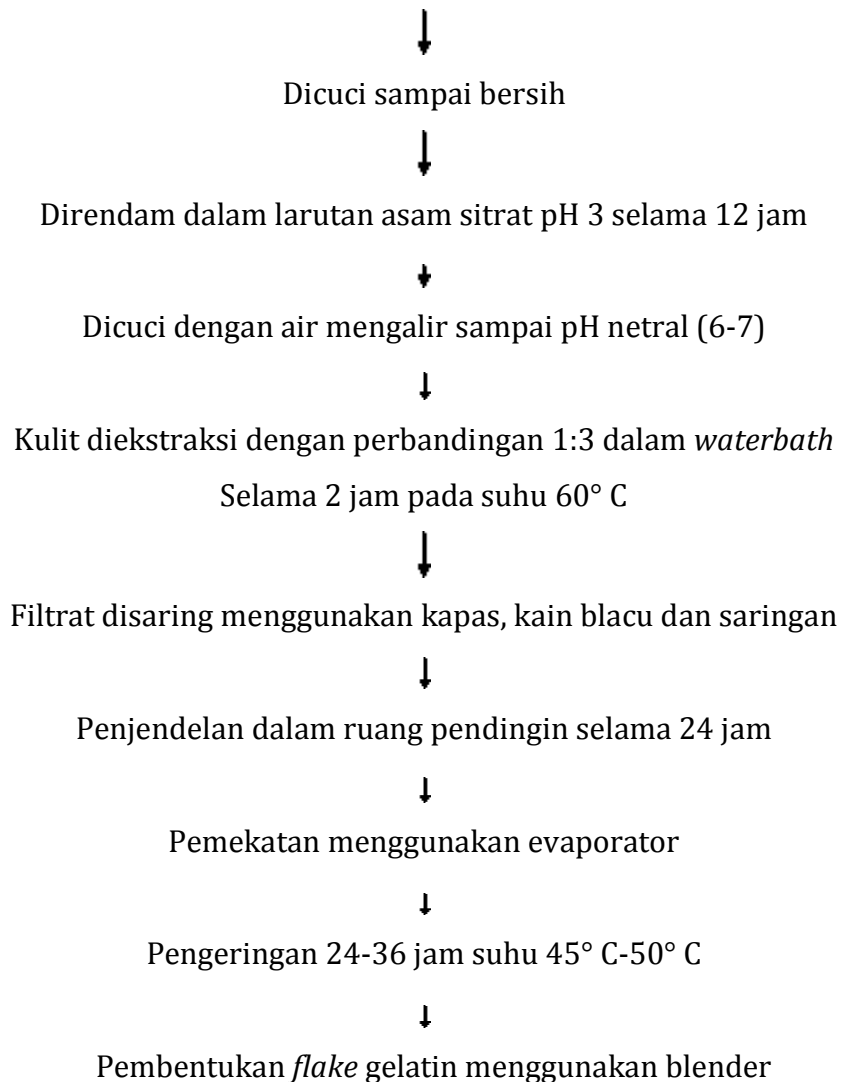 Dicuci sampai bersih
Direndam dalam larutan asam sitrat pH 3 selama 12 jam
Dicuci dengan air mengalir sampai pH netral (6-7)
Kulit diekstraksi dengan perbandingan 1:3 dalam waterbath
Selama 2 jam pada suhu 60° C
Filtrat disaring menggunakan kapas, kain blacu dan saringan
Penjendelan dalam ruang pendingin selama 24 jam
Pemekatan menggunakan evaporator
Pengeringan 24-36 jam suhu 45° C-50° C
Pembentukan flake gelatin menggunakan blender